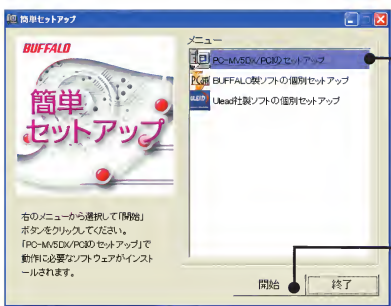 簡単セットアップ
BUFFALO
簡単
セットアップ
メニュー
PC-MV5DX/PCIのセットアップ
BUFFALO製ソフトの個別セットアップ
Ulead社製ソフトの個別セットアップ
右のメニューから選択して「開始」
ボタンをクリックしてください。
「PC-MV5DX/PCIのセットアップ」で
動作に必要なソフトウェアがインスト
ールされます。
開始
終了